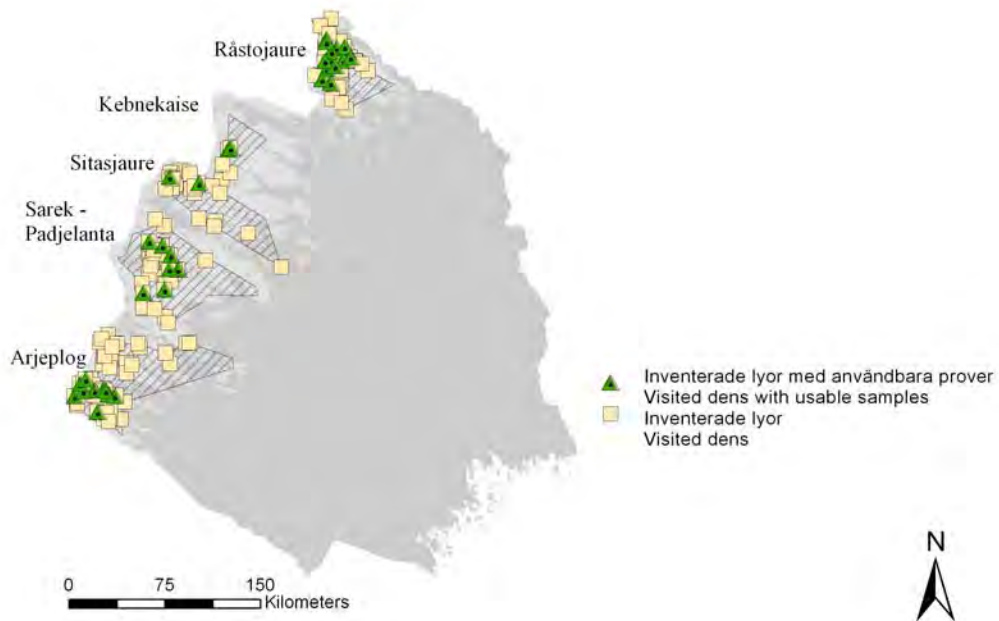 Råstojaure
Kebnekaise
Sitasjaure
Sarek -
Padjelanta
Arjeplog
Inventerade lyor med användbara prover
Visited dens with usable samples
Inventerade lyor
Visited dens
N
0 75 150
Kilometers